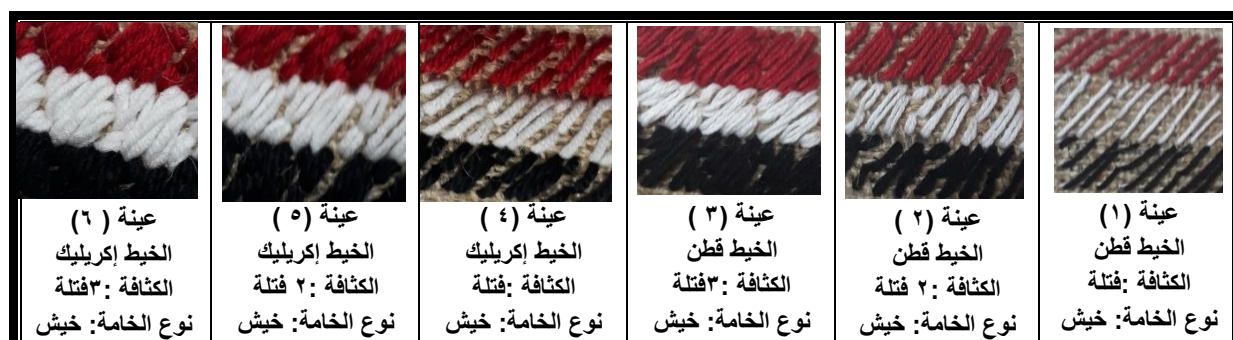 عينة (١)
الخيط قطن
الكثافة :فتلة
نوع الخامة: خيش
عينة (٢ )
الخيط قطن
الكثافة :٢ فتلة
نوع الخامة: خيش
عينة (٣ )
الخيط قطن
الكثافة :٣فتلة
نوع الخامة: خيش
عينة (٤ )
الخيط إكريليك
الكثافة :فتلة
نوع الخامة: خيش
عينة (٥ )
الخيط إكريليك
الكثافة :٢ فتلة
نوع الخامة: خيش
عينة ( ٦)
الخيط إكريليك
الكثافة :٣فتلة
نوع الخامة: خيش